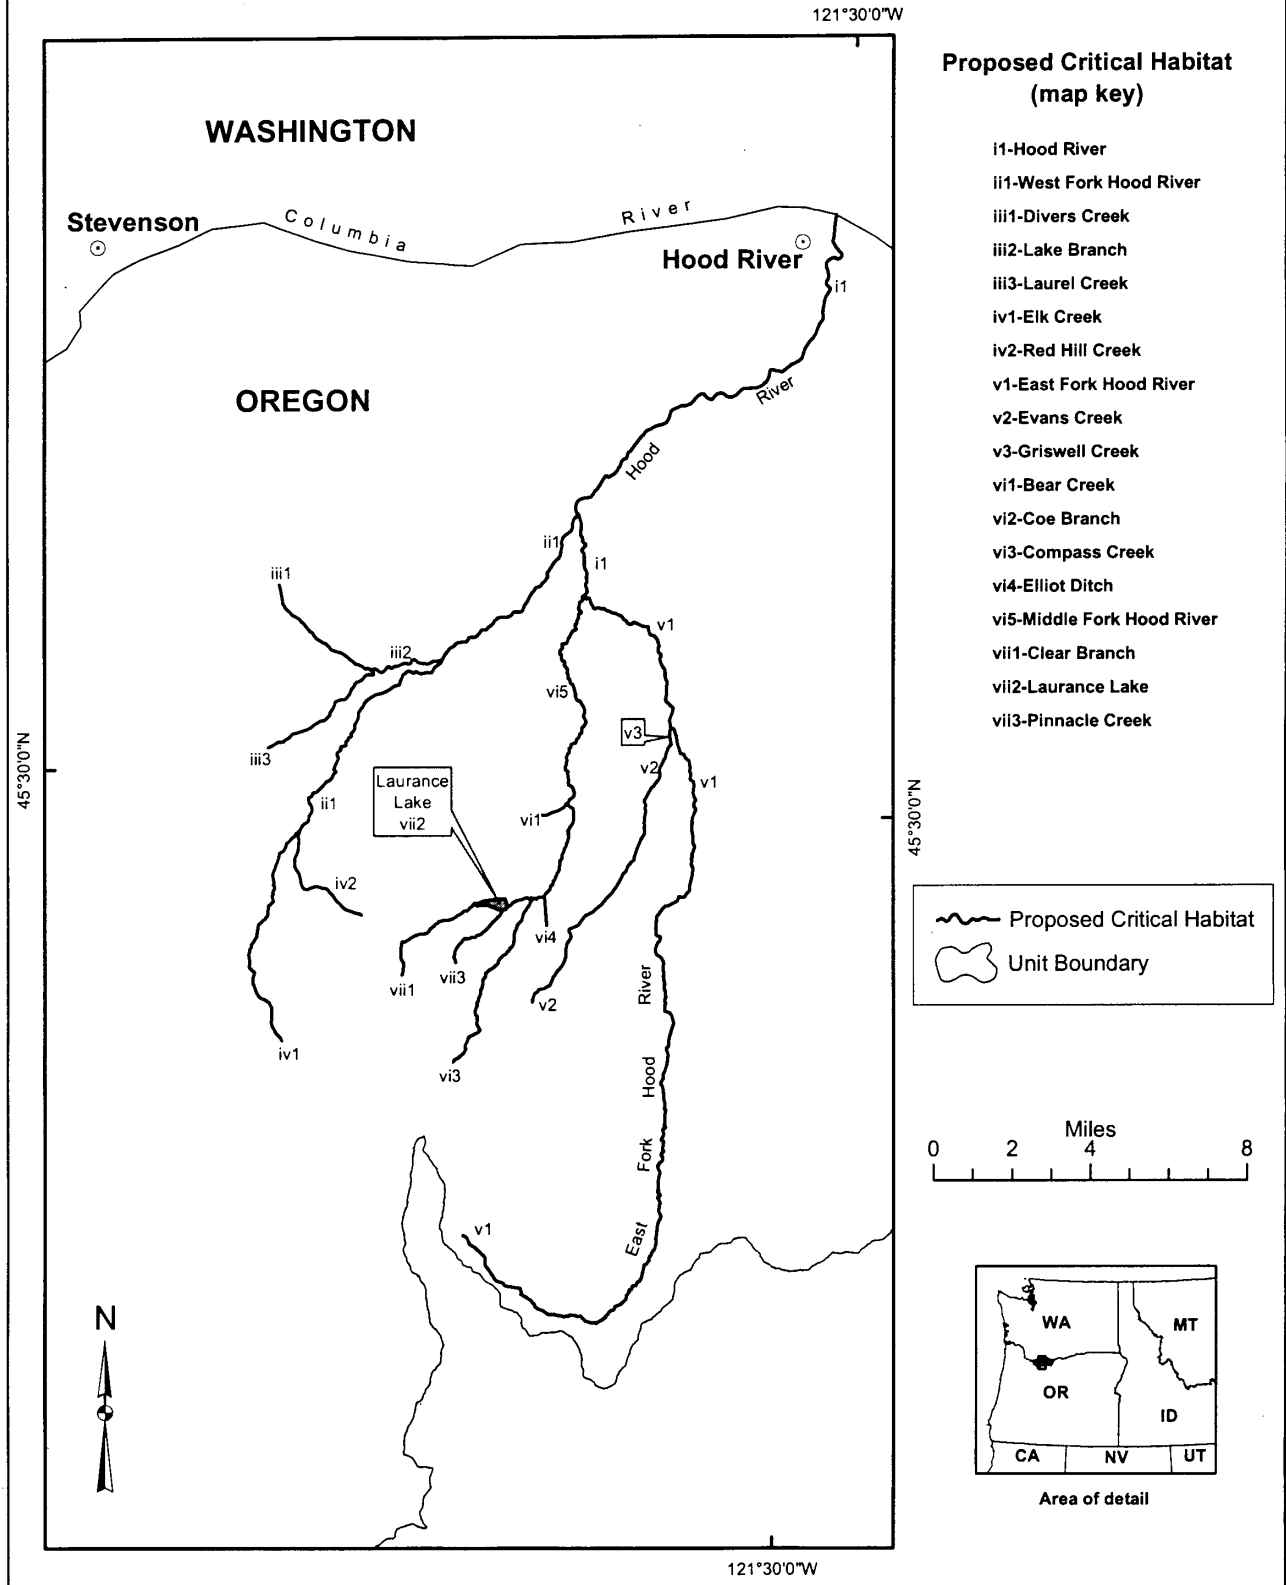 121°30'0"W
Proposed Critical Habitat
(map key)
WASHINGTON
i1-Hood River
ii1-West Fork Hood River
iii1-Divers Creek
iii2-Lake Branch
iii3-Laurel Creek
iv1-Elk Creek
iv2-Red Hill Creek
v1-East Fork Hood River
v2-Evans Creek
v3-Griswell Creek
vi1-Bear Creek
vi2-Coe Branch
vi3-Compass Creek
vi4-Elliot Ditch
vi5-Middle Fork Hood River
vii1-Clear Branch
vii2-Laurance Lake
vii3-Pinnacle Creek
Stevenson
Columbia
River
Hood River
i1
OREGON
River
Hood
ii1
i1
iii1
v1
iii2
vi5
v3
iii3
v2
v1
45°30'0"N
45°30'0"N
Laurance
Lake
vii2
ii1
vi1
iv2
vi4
vii3
vii1
v2
iv1
vi3
East Fork Hood River
v1
Proposed Critical Habitat
Unit Boundary
Miles
0 2 4 8
N
WA
MT
OR
ID
CA
NV
UT
Area of detail
121°30'0"W